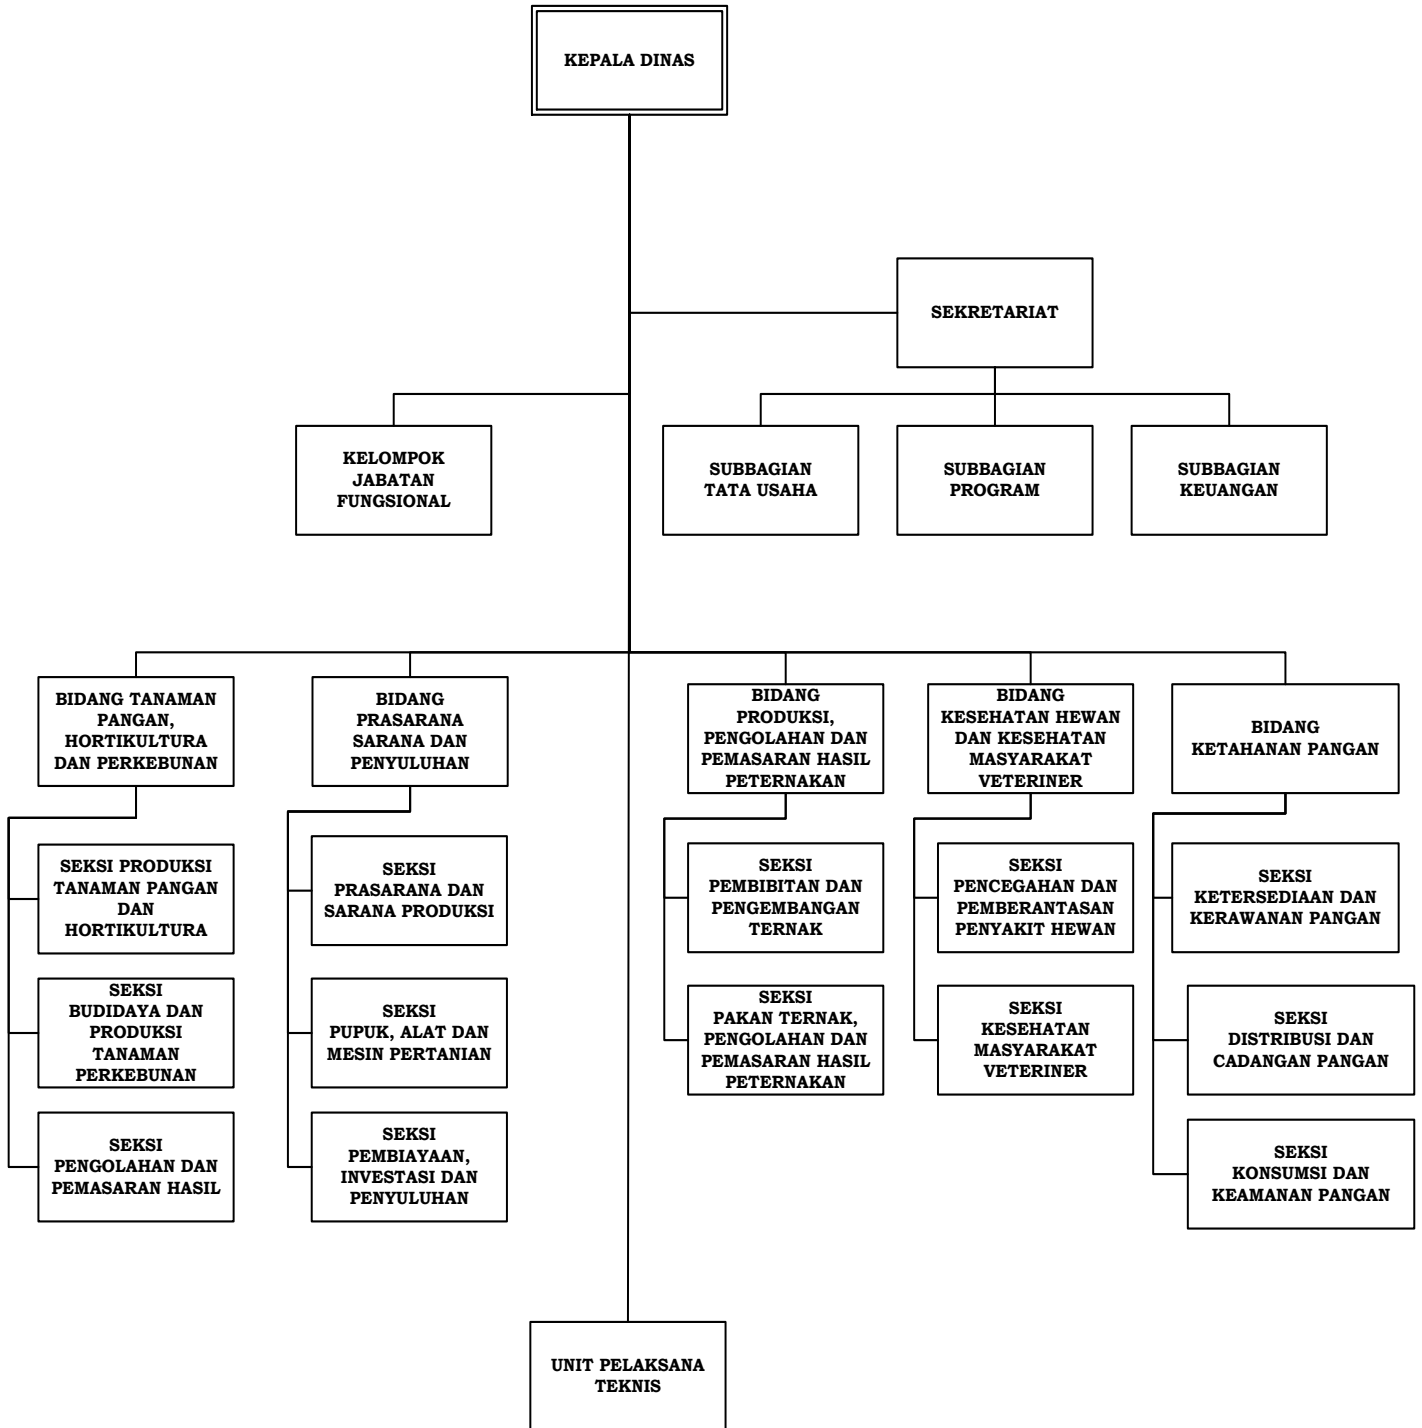 KEPALA DINAS
SEKRETARIAT
KELOMPOK
JABATAN
FUNGSIONAL
SUBBAGIAN
TATA USAHA
SUBBAGIAN
PROGRAM
SUBBAGIAN
KEUANGAN
BIDANG TANAMAN
PANGAN,
HORTIKULTURA
DAN PERKEBUNAN
BIDANG
PRASARANA
SARANA DAN
PENYULUHAN
BIDANG
PRODUKSI,
PENGOLAHAN DAN
PEMASARAN HASIL
PETERNAKAN
BIDANG
KESEHATAN HEWAN
DAN KESEHATAN
MASYARAKAT
VETERINER
BIDANG
KETAHANAN PANGAN
SEKSI PRODUKSI
TANAMAN PANGAN
DAN
HORTIKULTURA
SEKSI
PRASARANA DAN
SARANA PRODUKSI
SEKSI
PEMBIBITAN DAN
PENGEMBANGAN
TERNAK
SEKSI
PENCEGAHAN DAN
PEMBERANTASAN
PENYAKIT HEWAN
SEKSI
KETERSEDIAAN DAN
KERAWANAN PANGAN
SEKSI
BUDIDAYA DAN
PRODUKSI
TANAMAN
PERKEBUNAN
SEKSI
PUPUK, ALAT DAN
MESIN PERTANIAN
SEKSI
PAKAN TERNAK,
PENGOLAHAN DAN
PEMASARAN HASIL
PETERNAKAN
SEKSI
KESEHATAN
MASYARAKAT
VETERINER
SEKSI
DISTRIBUSI DAN
CADANGAN PANGAN
SEKSI
PENGOLAHAN DAN
PEMASARAN HASIL
SEKSI
PEMBIAYAAN,
INVESTASI DAN
PENYULUHAN
SEKSI
KONSUMSI DAN
KEAMANAN PANGAN
UNIT PELAKSANA
TEKNIS